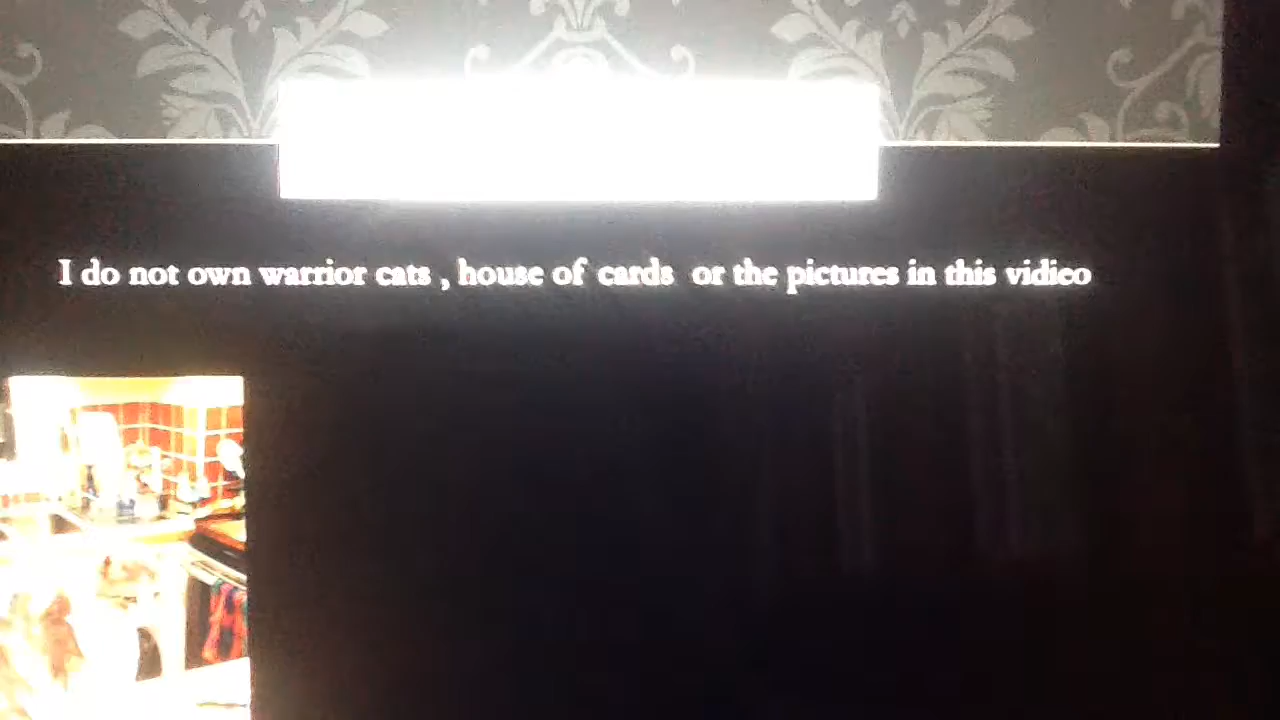 I do not own warrior cats , house of cards or the pictures in this vidieo